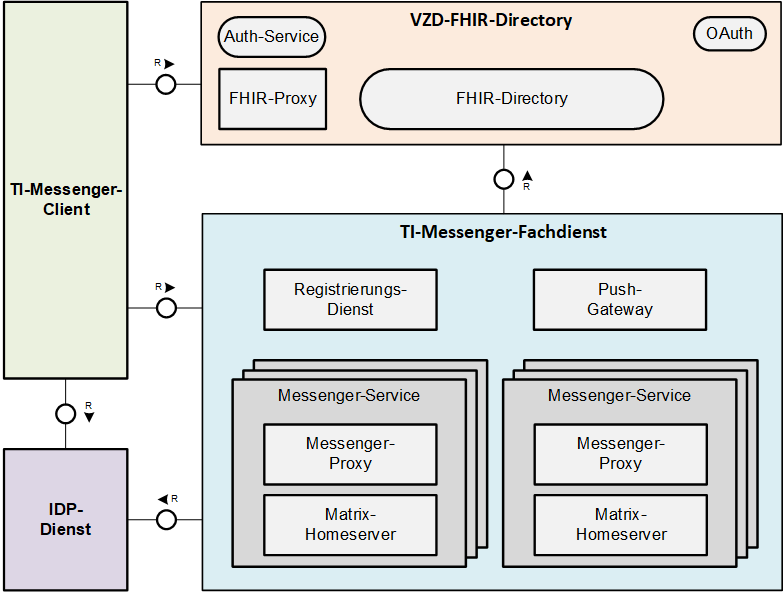 VZD-FHIR-Directory
Auth-Service
OAuth
R
FHIR-Proxy
FHIR-Directory
TI-Messenger-
Client
R
TI-Messenger-Fachdienst
R
Registrierungs-
Dienst
Push-
Gateway
Messenger-Service
Messenger-Service
R
Messenger-
Proxy
Messenger-
Proxy
IDP-
Dienst
R
Matrix-
Homeserver
Matrix-
Homeserver